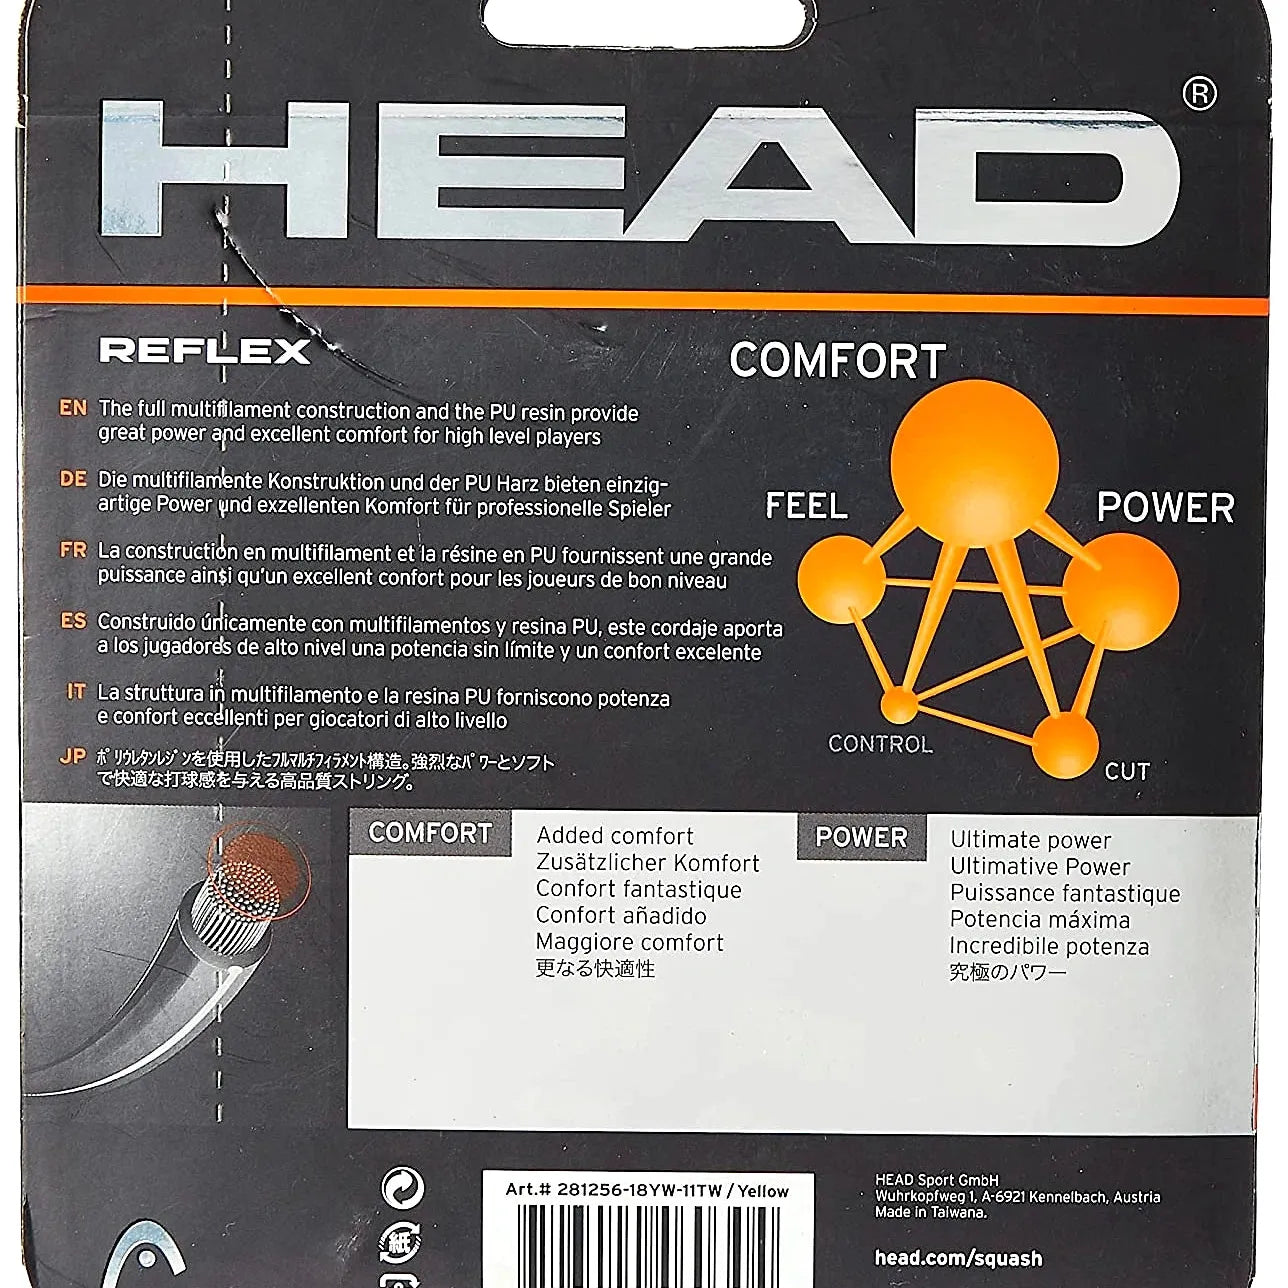 HEAD®
REFLEX
EN The full multifilament construction and the PU resin provide
great power and excellent comfort for high level players
DE Die multifilamente Konstruktion und der PU Harz bieten einzig-
artige Power und exzellenten Komfort für professionelle Spieler
FR La construction en multifilament et la résine en PU fournissent une grande
puissance ainsi qu'un excellent confort pour les joueurs de bon niveau
ES Construido únicamente con multifilamentos y resina PU, este cordaje aporta
a los jugadores de alto nivel una potencia sin límite y un confort excelente
IT La struttura in multifilamento e la resina PU forniscono potenza
e confort eccellenti per giocatori di alto livello
JP ﾎﾟﾘｳﾚﾀﾝﾚｼﾞﾝを使用したﾌﾙﾏﾙﾁﾌｨﾗﾒﾝﾄ構造。強烈なﾊﾟﾜｰとソフト
で快適な打球感を与える高品質ストリング。
COMFORT
FEEL
POWER
CONTROL
CUT
COMFORT
Added comfort
Zusätzlicher Komfort
Confort fantastique
Confort añadido
Maggiore comfort
更なる快適性
POWER
Ultimate power
Ultimative Power
Puissance fantastique
Potencia máxima
Incredibile potenza
究極のパワー
紙
Art.# 281256-18YW-11TW / Yellow
HEAD Sport GmbH
Wuhrkopfweg 1, A-6921 Kennelbach, Austria
Made in Taiwana.
head.com/squash